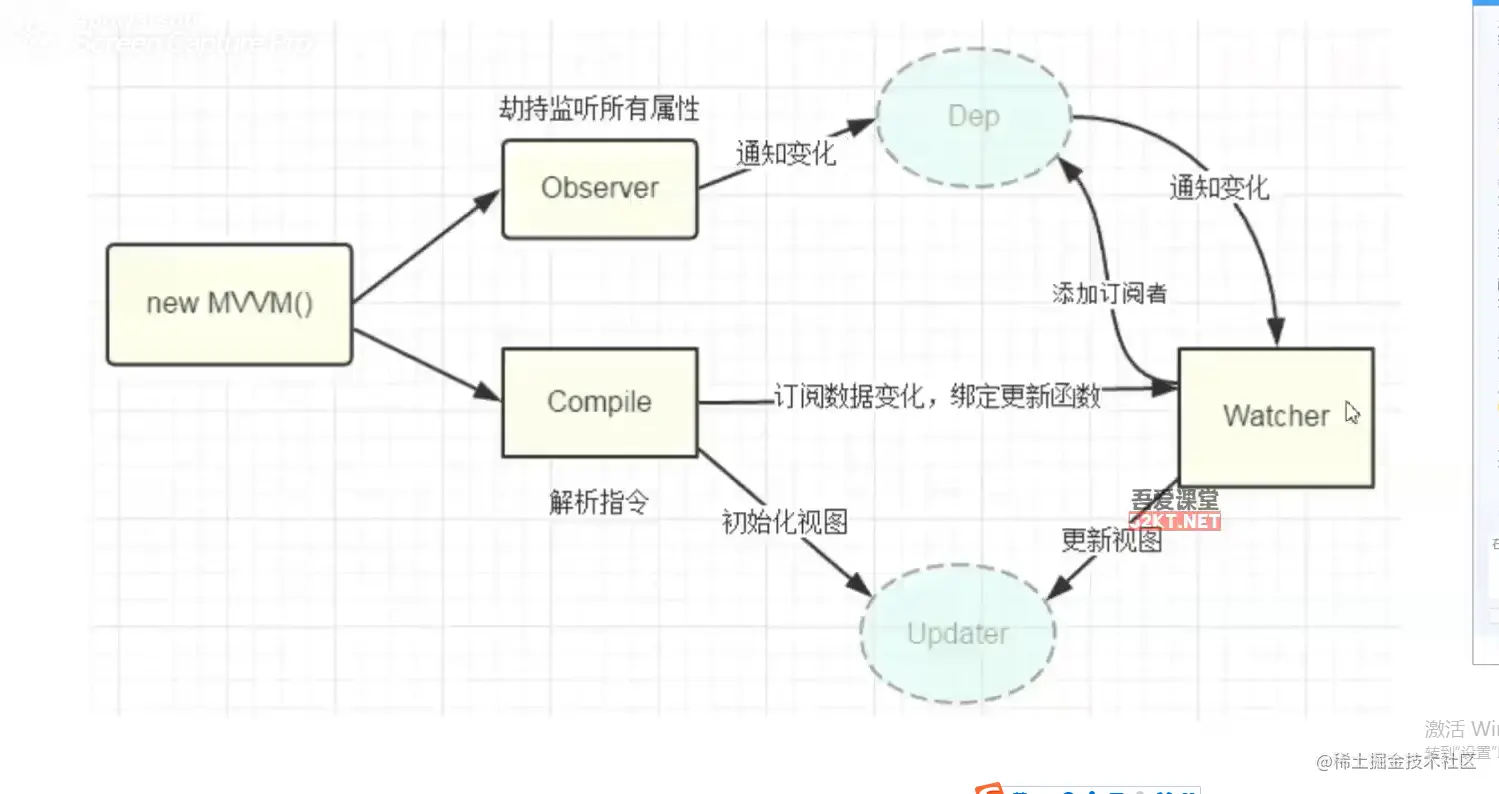 Screen Capture Pro
劫持监听所有属性
Dep
Observer
通知变化
通知变化
new MVVM()
添加订阅者
Compile
订阅数据变化，绑定更新函数
Watcher
解析指令
吾爱课堂
52KT.NET
初始化视图
更新视图
Updater
激活 Win
转到"设置"
@稀土掘金技术社区